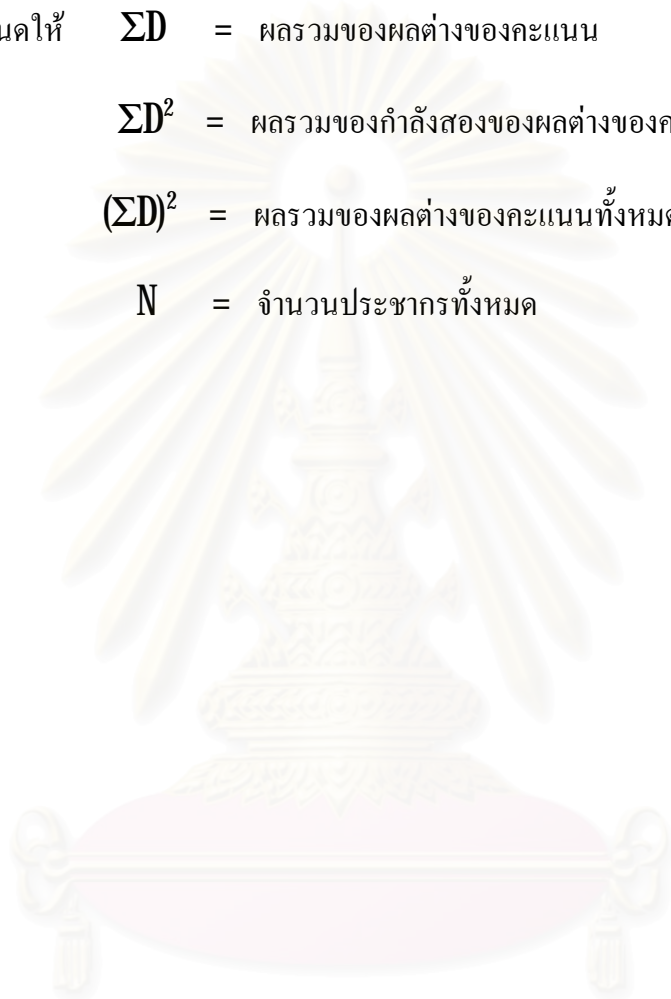 นดให้ ΣD = ผลรวมของผลต่างของคะแนน
ΣD² = ผลรวมของกำลังสองของผลต่างของค
(ΣD)² = ผลรวมของผลต่างของคะแนนทั้งหมด
N = จำนวนประชากรทั้งหมด